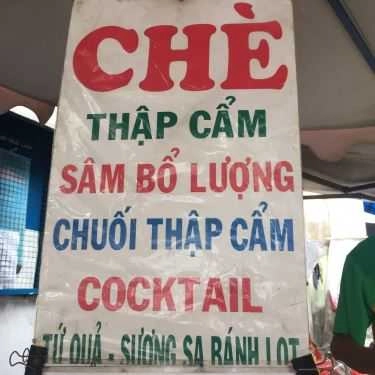 CHÈ
THẬP CẨM
SÂM BỔ LƯỢNG
CHUỐI THẬP CẨM
COCKTAIL
TỨ QUẢ - SƯƠNG SA BÁNH LỌT